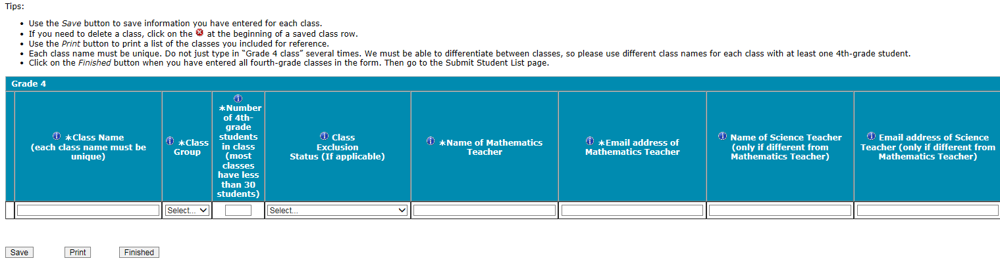 Tips:
Use the Save button to save information you have entered for each class.
If you need to delete a class, click on the at the beginning of a saved class row.
Use the Print button to print a list of the classes you included for reference.
Each class name must be unique. Do not just type in “Grade 4 class” several times. We must be able to differentiate between classes, so please use different class names for each class with at least one 4th-grade student.
Click on the Finished button when you have entered all fourth-grade classes in the form. Then go to the Submit Student List page.
Grade 4
∗Class Name
(each class name must be
unique)
∗Class
Group
∗Number
of 4th-
grade
students
in class
(most
classes
have less
than 30
students)
Class
Exclusion
Status (If applicable)
∗Name of Mathematics
Teacher
∗Email address of
Mathematics Teacher
Name of Science Teacher
(only if different from
Mathematics Teacher)
Email address of Science
Teacher (only if different from
Mathematics Teacher)
Select...
Select...
Save
Print
Finished